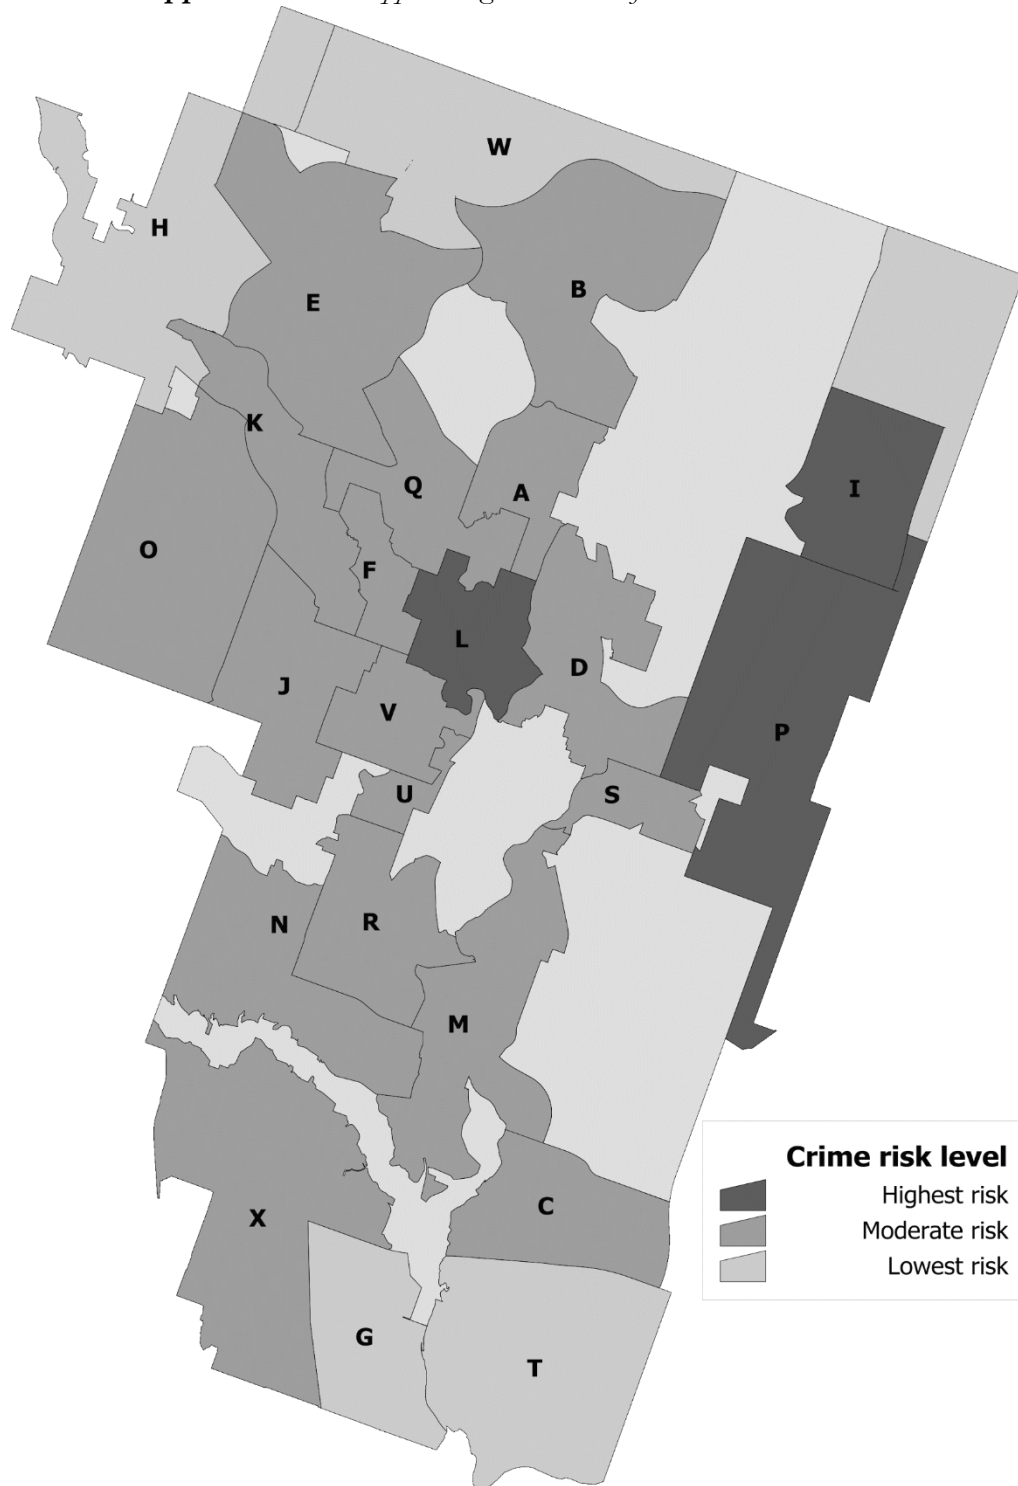 W
H
B
E
K
Q
A
I
O
F
L
D
J
V
P
U
S
N
R
M
Crime risk level
Highest risk
C
X
Moderate risk
Lowest risk
G
T